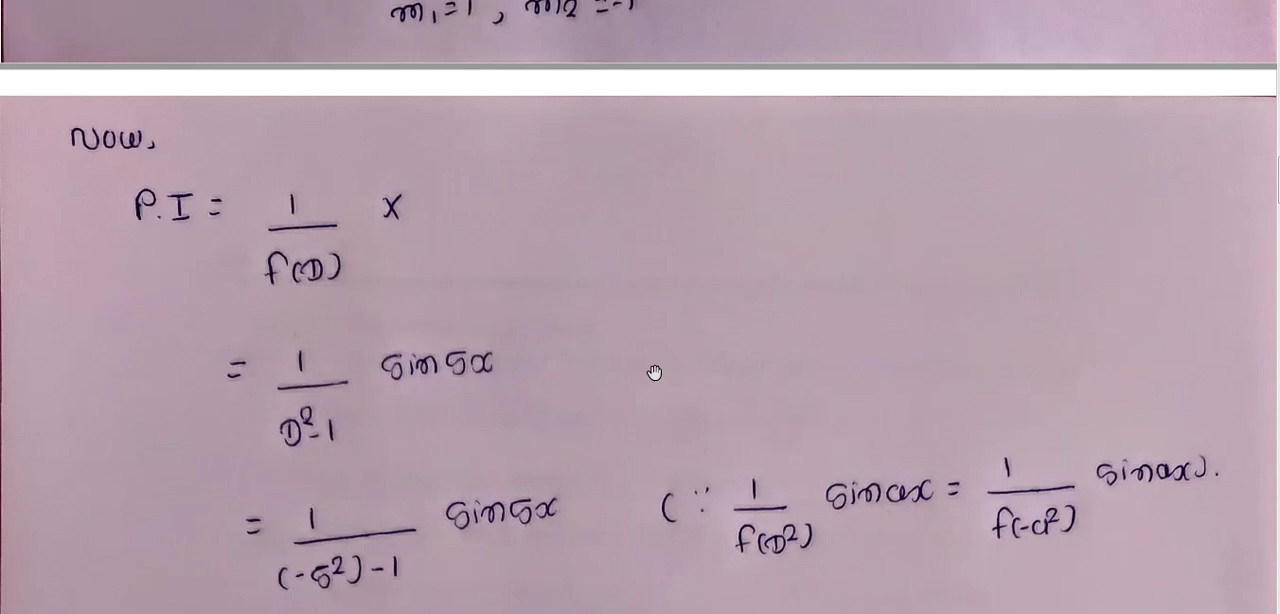 m₁ = 1 , m₂ = -1
Now,
P.I = 1/f(D) X
= 1/(D²-1) sin5x
= 1/((-5²)-1) sin5x (∵ 1/f(D²) sinax = 1/f(-a²) sinax).